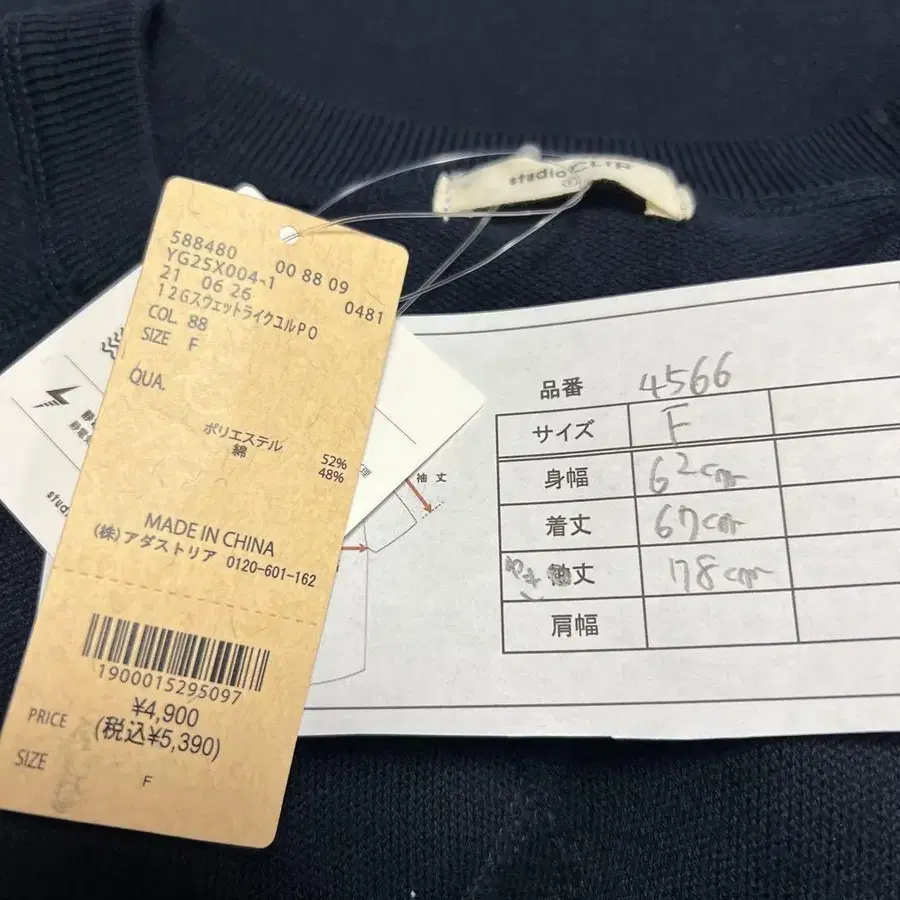 studio CLIP
588480
00 88 09
YG25X004-1
21 06 26
0481
12GスウェットライクユルPO
COL 88
SIZE F
QUA.
ポリエステル 52%
綿 48%
MADE IN CHINA
(株)アダストリア 0120-601-162
1900015295097
PRICE ¥4,900
(税込¥5,390)
SIZE F
袖丈
品番 4566
サイズ F
身幅 62cm
着丈 67cm
ゆき 丈 78cm
肩幅